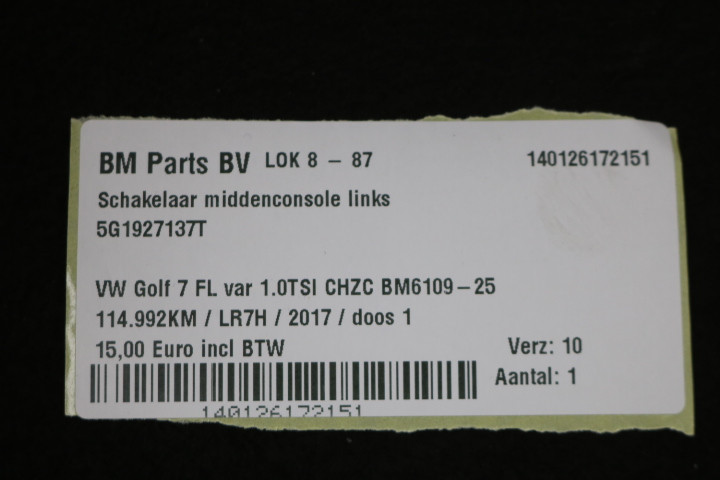 BM Parts BV LOK 8 - 87 140126172151
Schakelaar middenconsole links
5G1927137T
VW Golf 7 FL var 1.0TSI CHZC BM6109-25
114.992KM / LR7H / 2017 / doos 1
15,00 Euro incl BTW Verz: 10
Aantal: 1
140126172151